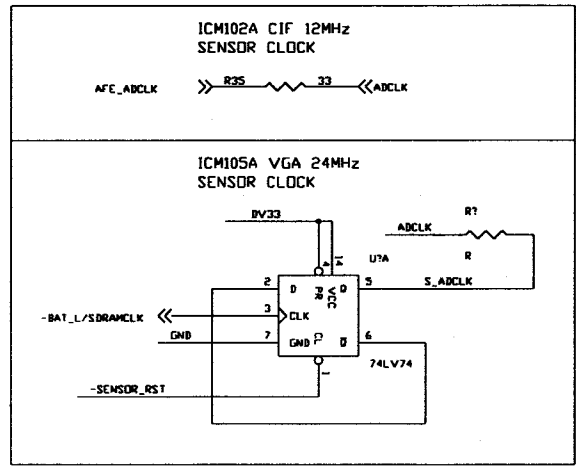 ICM102A CIF 12MHz
SENSOR CLOCK
AFE_ADCLK R35 33 ADCLK
ICM105A VGA 24MHz
SENSOR CLOCK
DV33
ADCLK R?
R
U?A
4 14
2 D PR VCC Q 5 S_ADCLK
-BAT_L/SDRAMCLK 3 CLK
GND 7 GND CL Q 6
74LV74
1
-SENSOR_RST